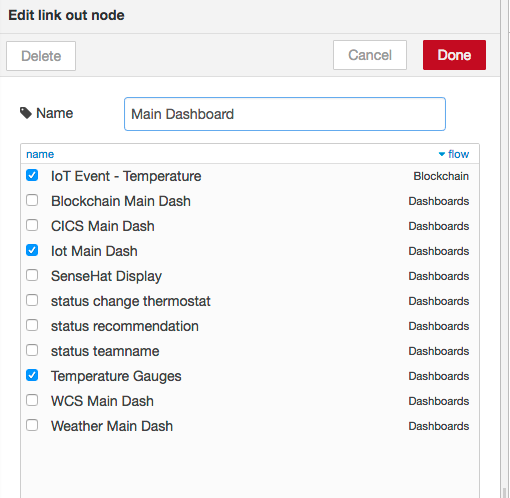 Edit link out node
Delete Cancel Done
Name Main Dashboard
name flow
IoT Event - Temperature Blockchain
Blockchain Main Dash Dashboards
CICS Main Dash Dashboards
Iot Main Dash Dashboards
SenseHat Display Dashboards
status change thermostat Dashboards
status recommendation Dashboards
status teamname Dashboards
Temperature Gauges Dashboards
WCS Main Dash Dashboards
Weather Main Dash Dashboards